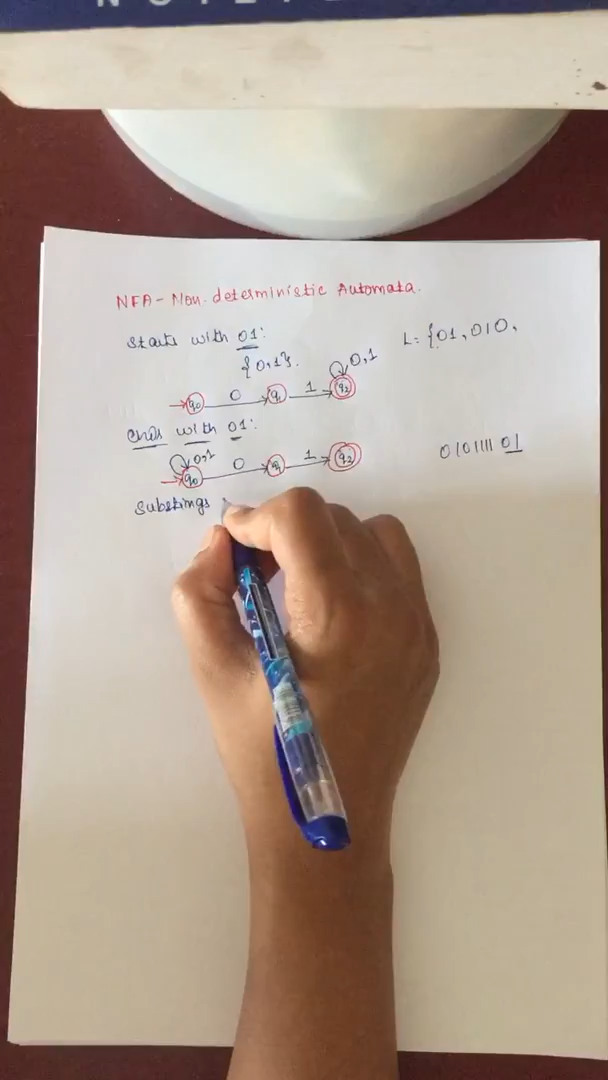 NFA - Non. deterministic Automata.
Starts with 01:
L: {01, 010,
{0,1}.
q0 0 q1 1 q2 0,1
ends with 01:
0,1
q0 0 q1 1 q2
01011111 01
Substrings